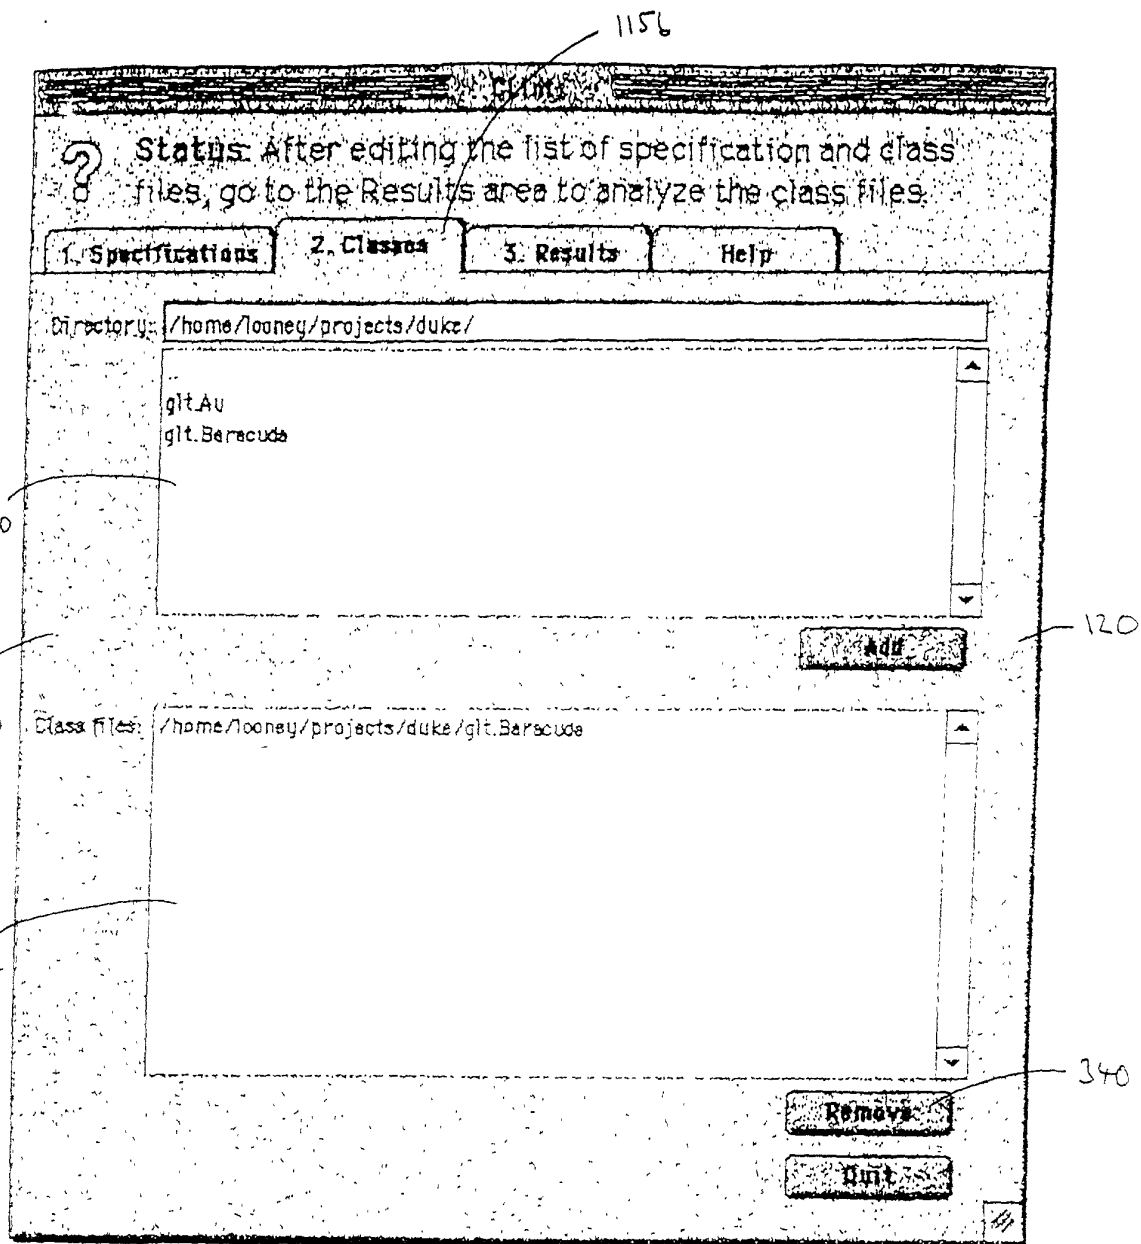 1156
Status: After editing the list of specification and class
files, go to the Results area to analyze the class files.
1. Specifications 2. Classes 3. Results Help
Directory: /home/looney/projects/duke/
..
glt.Au
glt.Baracuda
Add
120
Class files: /home/looney/projects/duke/glt.Baracuda
340
Remove
Quit